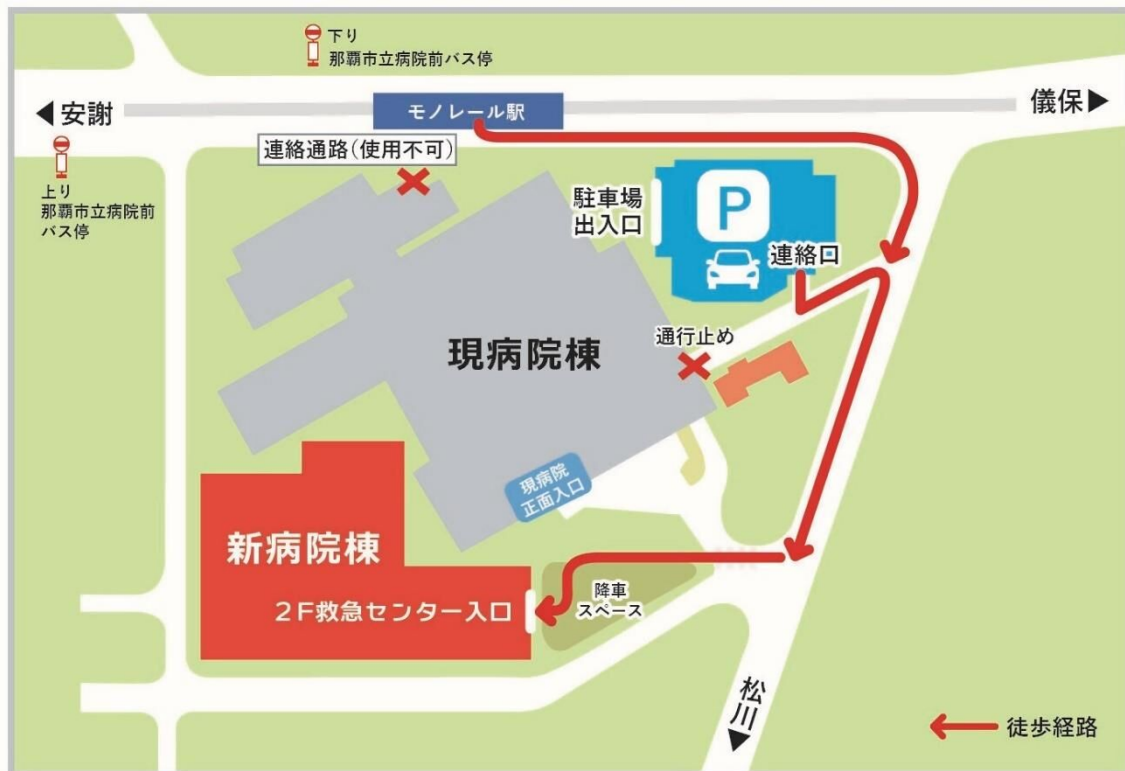 下り
那覇市立病院前バス停
◀安謝
モノレール駅
儀保▶
連絡通路(使用不可)
上り
那覇市立病院前
バス停
駐車場
出入口
P
連絡口
通行止め
現病院棟
現病院
正面入口
新病院棟
2F救急センター入口
降車
スペース
松川▶
徒歩経路